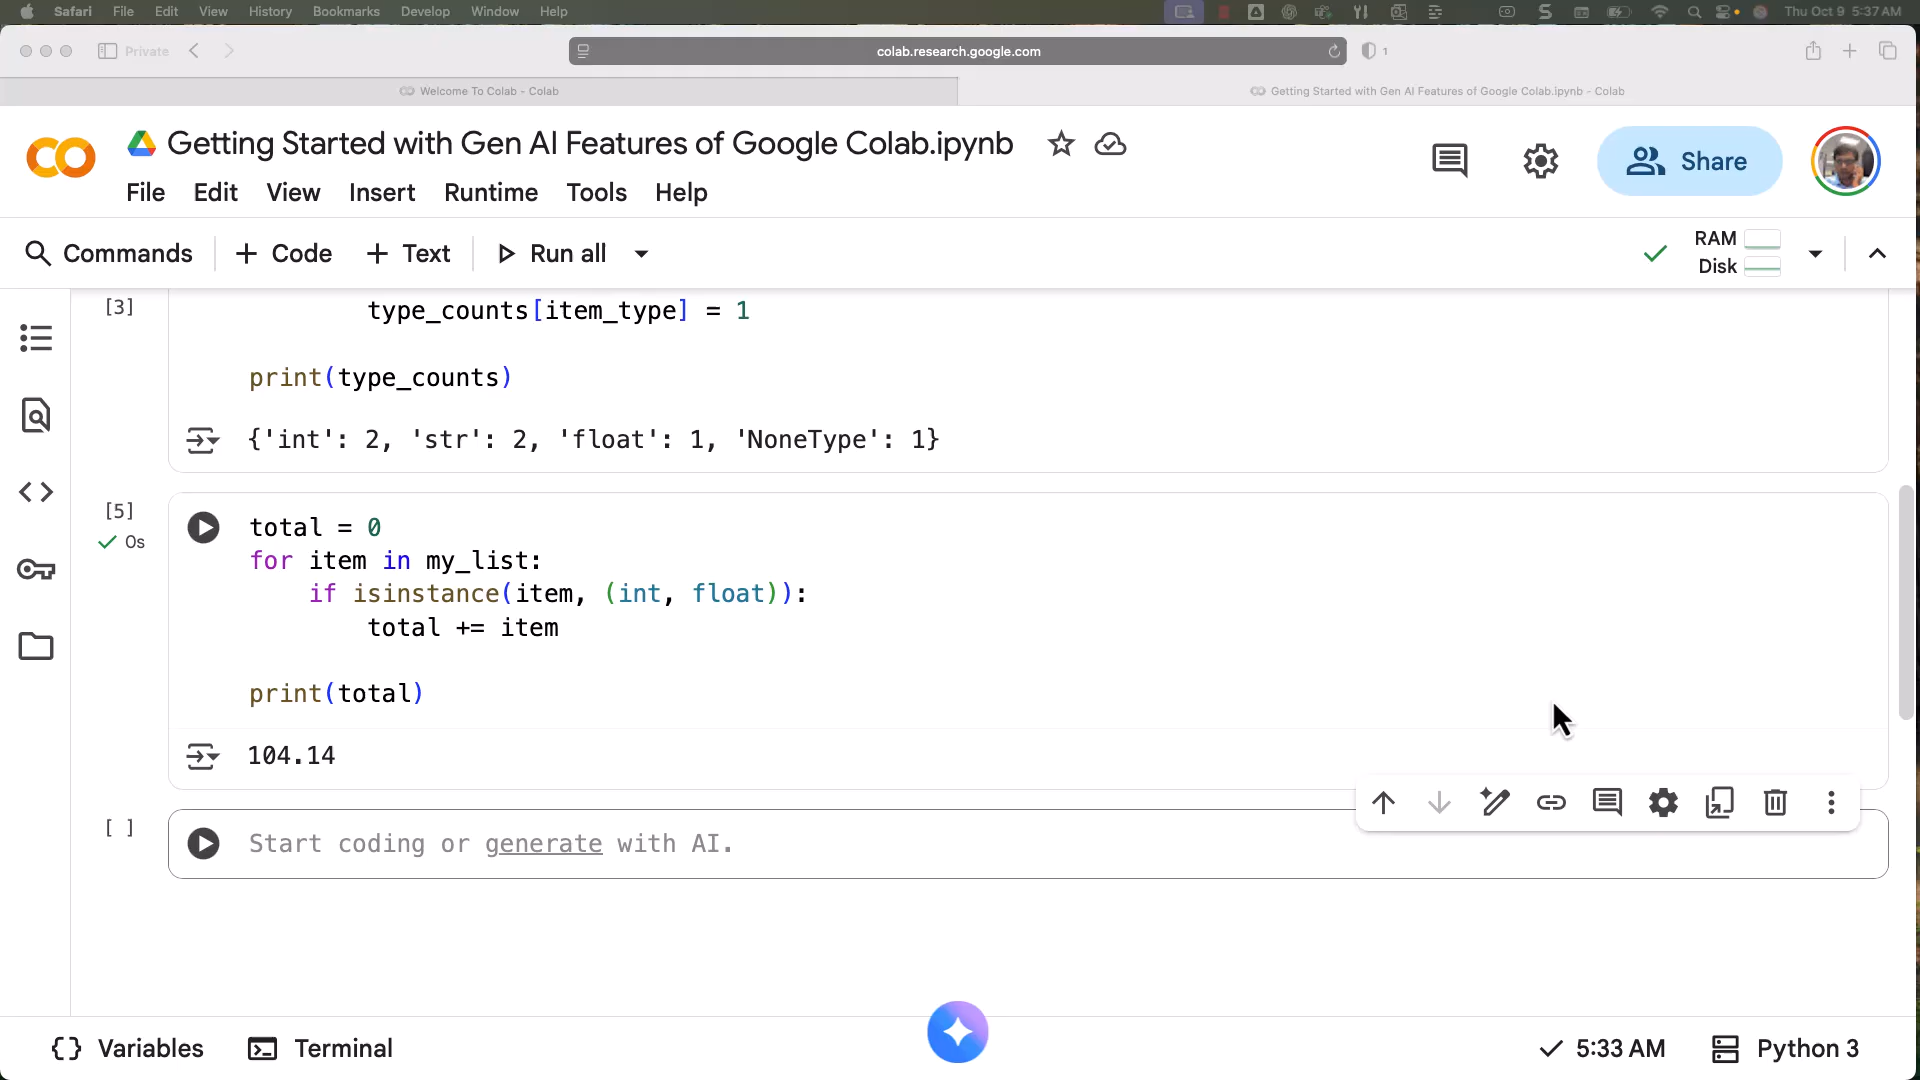 Safari File Edit View History Bookmarks Develop Window Help Thu Oct 9 5:37 AM
Private colab.research.google.com 1
Welcome To Colab - Colab
Getting Started with Gen AI Features of Google Colab.ipynb - Colab
Getting Started with Gen AI Features of Google Colab.ipynb
File Edit View Insert Runtime Tools Help
Share
Commands + Code + Text Run all
RAM
Disk
[3]
type_counts[item_type] = 1
print(type_counts)
{'int': 2, 'str': 2, 'float': 1, 'NoneType': 1}
[5]
0s
total = 0
for item in my_list:
    if isinstance(item, (int, float)):
        total += item
print(total)
104.14
[ ]
Start coding or generate with AI.
Variables Terminal 5:33 AM Python 3